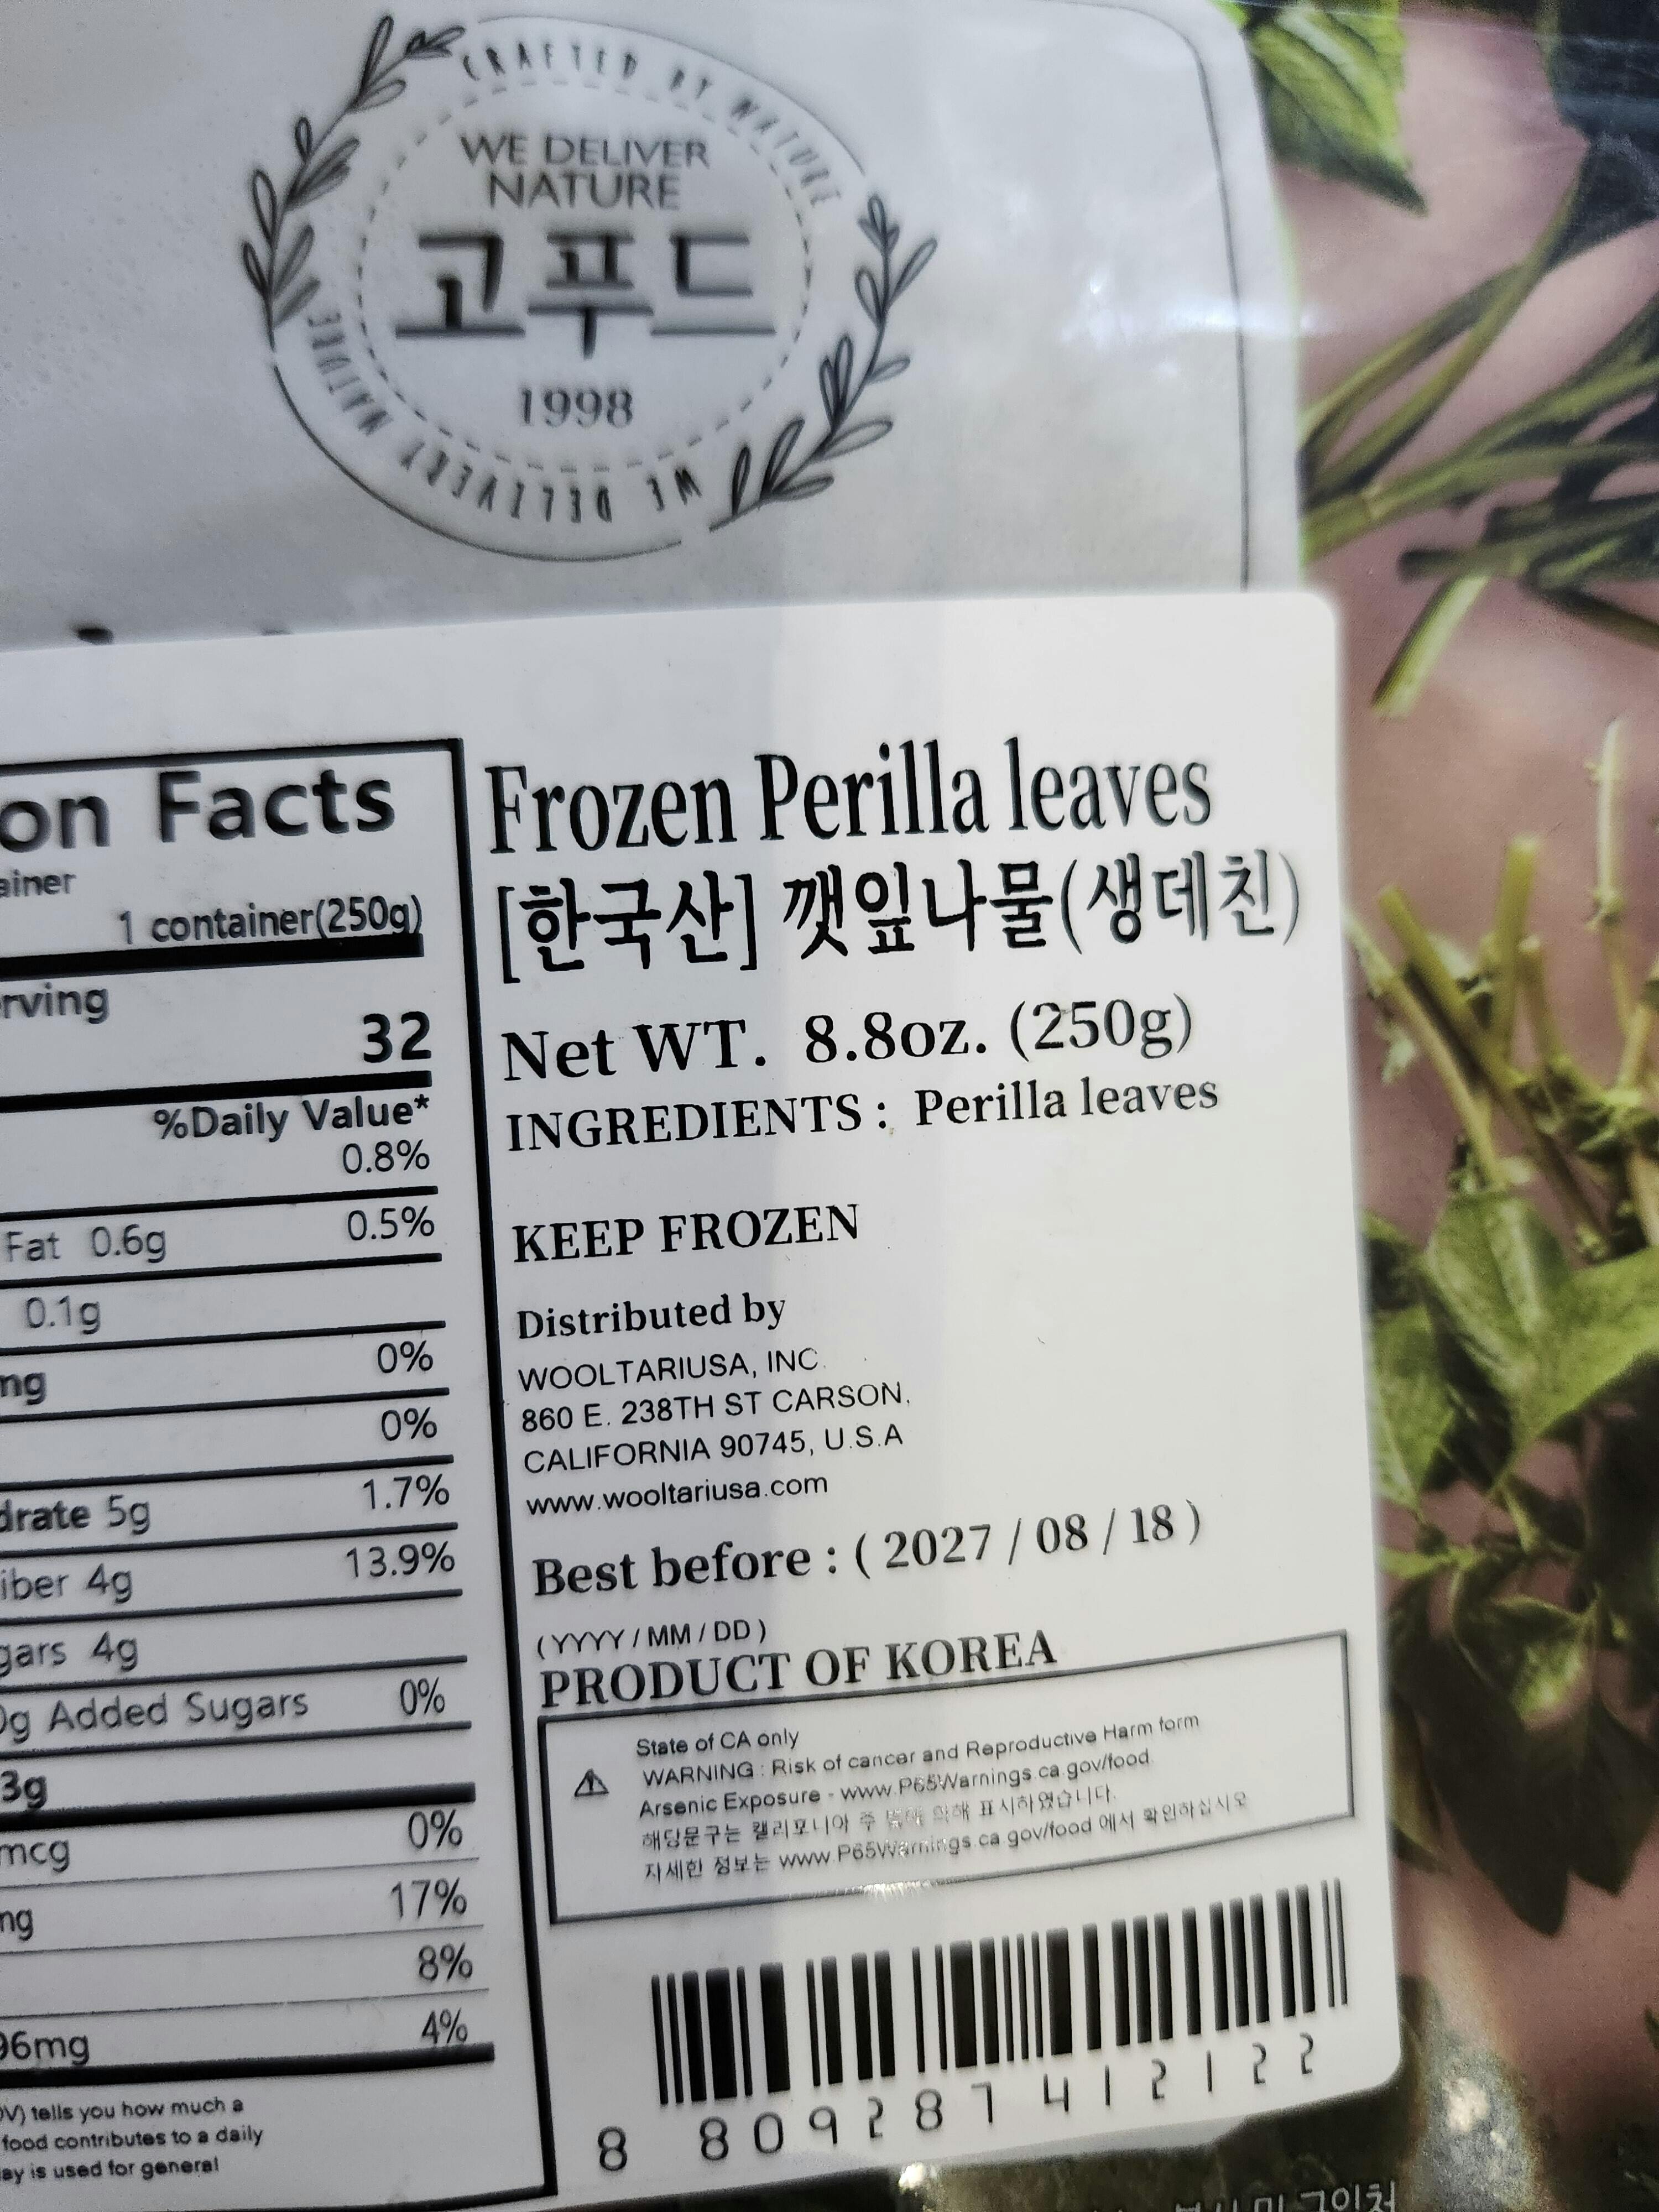 CRAFTED BY NATURE
WE DELIVER
NATURE
고푸드
1998
WE DELIVERY NATURE
on Facts
ainer
1 container(250g)
erving
32
%Daily Value*
0.8%
Fat 0.6g 0.5%
0.1g
ng 0%
0%
drate 5g 1.7%
iber 4g 13.9%
gars 4g
0g Added Sugars 0%
3g
mcg 0%
ng 17%
8%
96mg 4%
DV) tells you how much a
food contributes to a daily
ay is used for general
Frozen Perilla leaves
[한국산] 깻잎나물(생데친)
Net WT. 8.8oz. (250g)
INGREDIENTS : Perilla leaves
KEEP FROZEN
Distributed by
WOOLTARIUSA, INC.
860 E. 238TH ST CARSON,
CALIFORNIA 90745, U.S.A
www.wooltariusa.com
Best before : ( 2027 / 08 / 18 )
(YYYY / MM / DD )
PRODUCT OF KOREA
State of CA only
WARNING : Risk of cancer and Reproductive Harm form
Arsenic Exposure - www.P65Warnings.ca.gov/food
해당문구는 캘리포니아 주 법에 의해 표시하였습니다.
자세한 정보는 www.P65Warnings.ca.gov/food 에서 확인하십시오
8 809287 412122